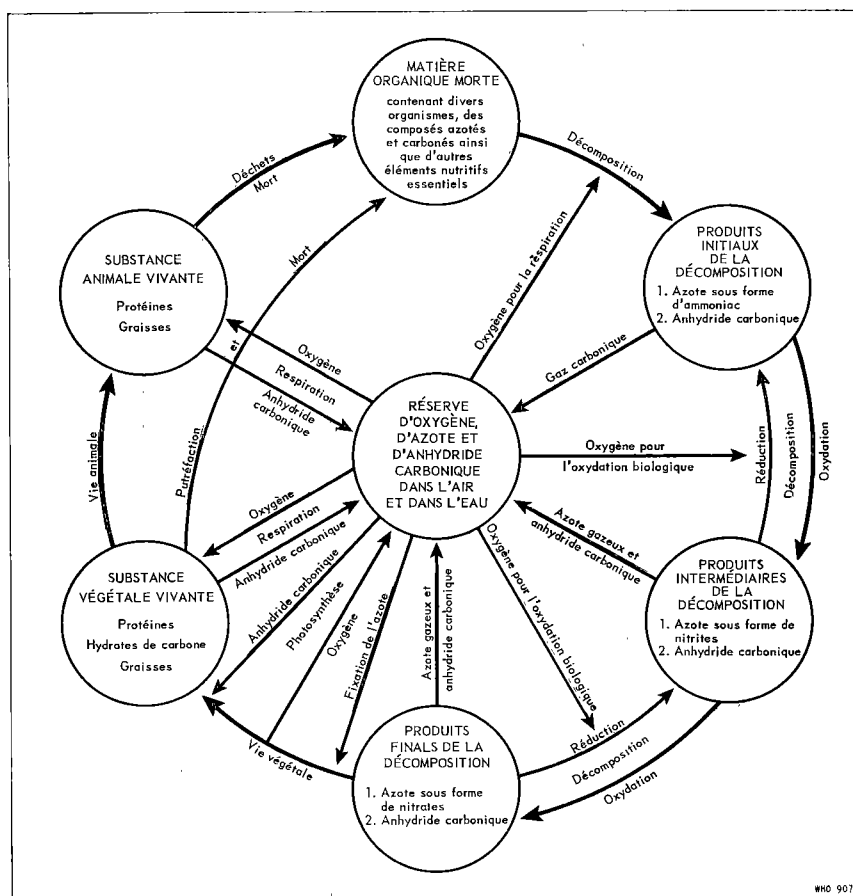 MATIÈRE
ORGANIQUE MORTE
contenant divers
organismes, des
composés azotés
et carbonés ainsi
que d'autres
éléments nutritifs
essentiels
Déchets
Mort
Décomposition
SUBSTANCE
ANIMALE VIVANTE
Protéines
Graisses
Mort
et
Putréfaction
Oxygène pour la respiration
PRODUITS
INITIAUX
DE LA
DÉCOMPOSITION
1. Azote sous forme
d'ammoniac
2. Anhydride carbonique
Oxygène
Respiration
Anhydride
carbonique
Gaz carbonique
RÉSERVE
D'OXYGÈNE,
D'AZOTE ET
D'ANHYDRIDE
CARBONIQUE
DANS L'AIR
ET DANS L'EAU
Oxygène pour
l'oxydation biologique
Réduction
Décomposition
Oxydation
Vie animale
Oxygène
Respiration
Anhydride carbonique
Azote gazeux et
anhydride carbonique
SUBSTANCE
VÉGÉTALE VIVANTE
Protéines
Hydrates de carbone
Graisses
Anhydride carbonique
Photosynthèse
Oxygène
Fixation de l'azote
Azote gazeux et
anhydride carbonique
Oxygène pour l'oxydation biologique
PRODUITS
INTERMÉDIAIRES
DE LA
DÉCOMPOSITION
1. Azote sous forme de
nitrites
2. Anhydride carbonique
Vie végétale
PRODUITS
FINALS DE LA
DÉCOMPOSITION
1. Azote sous forme
de nitrates
2. Anhydride carbonique
Réduction
Décomposition
Oxydation
WHO 907